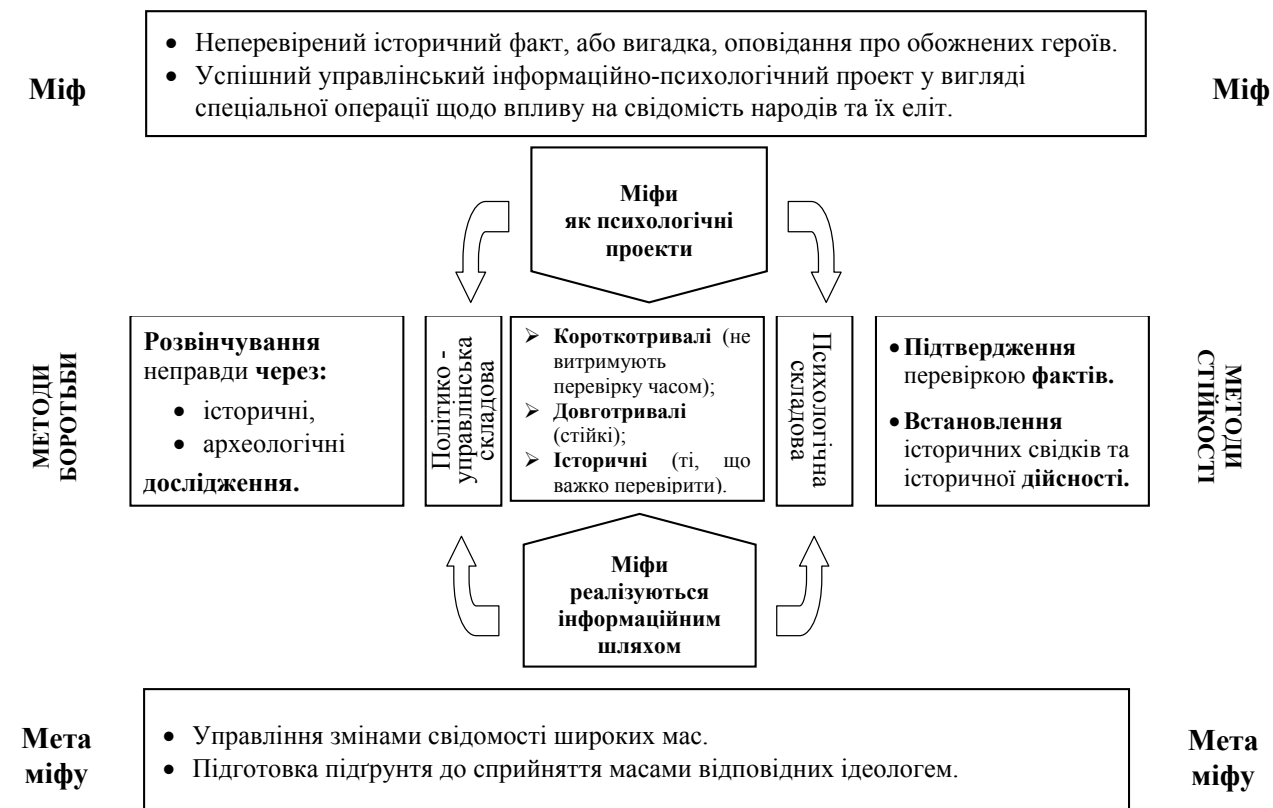 Міф
• Неперевірений історичний факт, або вигадка, оповідання про обожнених героїв.
• Успішний управлінський інформаційно-психологічний проект у вигляді
спеціальної операції щодо впливу на свідомість народів та їх еліт.
Міф
Міфи
як психологічні
проекти
МЕТОДИ
БОРОТЬБИ
Розвінчування
неправди через:
• історичні,
• археологічні
дослідження.
Політико -
управлінська
складова
➢ Короткотривалі (не
витримують
перевірку часом);
➢ Довготривалі
(стійкі);
➢ Історичні (ті, що
важко перевірити).
Психологічна
складова
• Підтвердження
перевіркою фактів.
• Встановлення
історичних свідків та
історичної дійсності.
МЕТОДИ
СТІЙКОСТІ
Міфи
реалізуються
інформаційним
шляхом
Мета
міфу
• Управління змінами свідомості широких мас.
• Підготовка підґрунтя до сприйняття масами відповідних ідеологем.
Мета
міфу